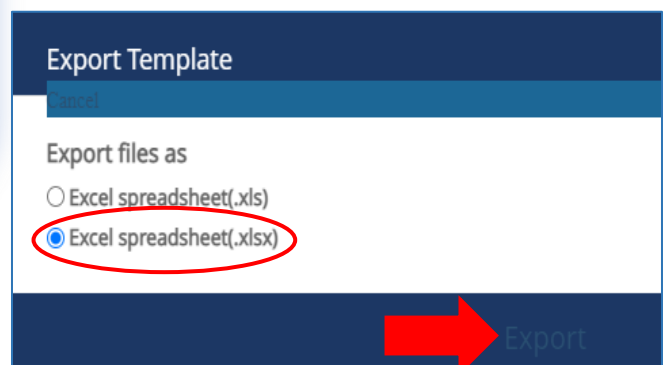 Export Template
Cancel
Export files as
Excel spreadsheet(.xls)
Excel spreadsheet(.xlsx)
Export